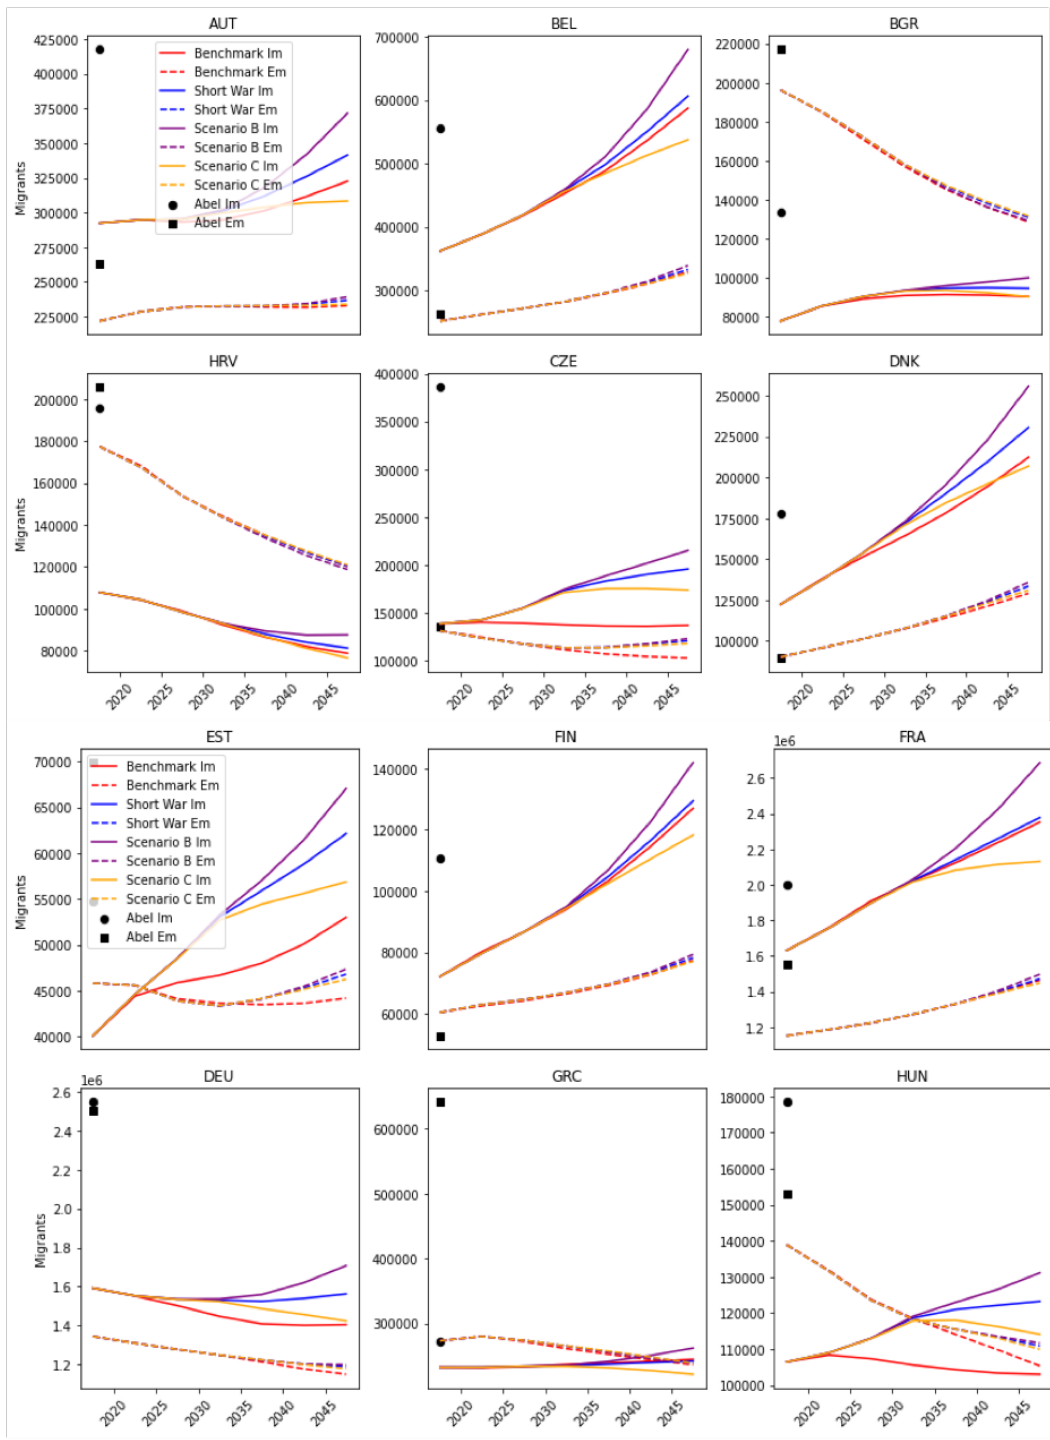 AUT
BEL
BGR
425000
400000
375000
350000
325000
300000
275000
250000
225000
Migrants
Benchmark Im
Benchmark Em
Short War Im
Short War Em
Scenario B Im
Scenario B Em
Scenario C Im
Scenario C Em
Abel Im
Abel Em
700000
600000
500000
400000
300000
220000
200000
180000
160000
140000
120000
100000
80000
HRV
CZE
DNK
200000
180000
160000
140000
120000
100000
80000
Migrants
2020 2025 2030 2035 2040 2045
400000
350000
300000
250000
200000
150000
100000
2020 2025 2030 2035 2040 2045
250000
225000
200000
175000
150000
125000
100000
2020 2025 2030 2035 2040 2045
EST
FIN
FRA
70000
65000
60000
55000
50000
45000
40000
Migrants
Benchmark Im
Benchmark Em
Short War Im
Short War Em
Scenario B Im
Scenario B Em
Scenario C Im
Scenario C Em
Abel Im
Abel Em
140000
120000
100000
80000
60000
1e6
2.6
2.4
2.2
2.0
1.8
1.6
1.4
1.2
DEU
GRC
HUN
1e6
2.6
2.4
2.2
2.0
1.8
1.6
1.4
1.2
Migrants
2020 2025 2030 2035 2040 2045
600000
500000
400000
300000
2020 2025 2030 2035 2040 2045
180000
170000
160000
150000
140000
130000
120000
110000
100000
2020 2025 2030 2035 2040 2045